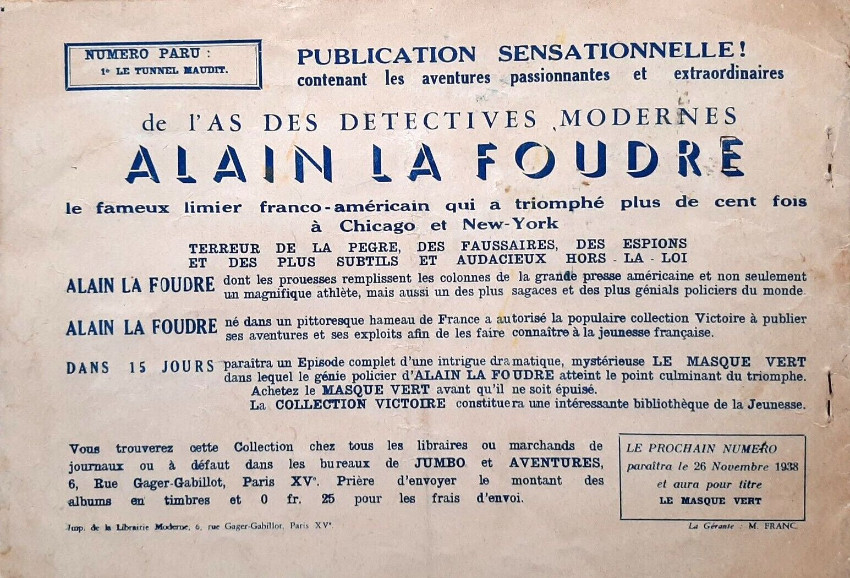 NUMERO PARU :
1º LE TUNNEL MAUDIT.
PUBLICATION SENSATIONNELLE !
contenant les aventures passionnantes et extraordinaires
de l'AS DES DETECTIVES MODERNES
ALAIN LA FOUDRE
le fameux limier franco-américain qui a triomphé plus de cent fois
à Chicago et New-York
TERREUR DE LA PEGRE, DES FAUSSAIRES, DES ESPIONS
ET DES PLUS SUBTILS ET AUDACIEUX HORS - LA - LOI
ALAIN LA FOUDRE dont les prouesses remplissent les colonnes de la grande presse américaine et non seulement
un magnifique athlète, mais aussi un des plus sagaces et des plus génials policiers du monde.
ALAIN LA FOUDRE né dans un pittoresque hameau de France a autorisé la populaire collection Victoire à publier
ses aventures et ses exploits afin de les faire connaître à la jeunesse française.
DANS 15 JOURS paraîtra un Episode complet d'une intrigue dramatique, mystérieuse LE MASQUE VERT
dans lequel le génie policier d'ALAIN LA FOUDRE atteint le point culminant du triomphe.
Achetez le MASQUE VERT avant qu'il ne soit épuisé.
La COLLECTION VICTOIRE constituera une intéressante bibliothèque de la Jeunesse.
Vous trouverez cette Collection chez tous les libraires ou marchands de
journaux ou à défaut dans les bureaux de JUMBO et AVENTURES,
6, Rue Gager-Gabillot, Paris XVe. Prière d'envoyer le montant des
albums en timbres et 0 fr. 25 pour les frais d'envoi.
Imp. de la Librairie Moderne, 6, rue Gager-Gabillot, Paris XVe
LE PROCHAIN NUMERO
paraîtra le 26 Novembre 1938
et aura pour titre
LE MASQUE VERT
La Gérante : M. FRANC.